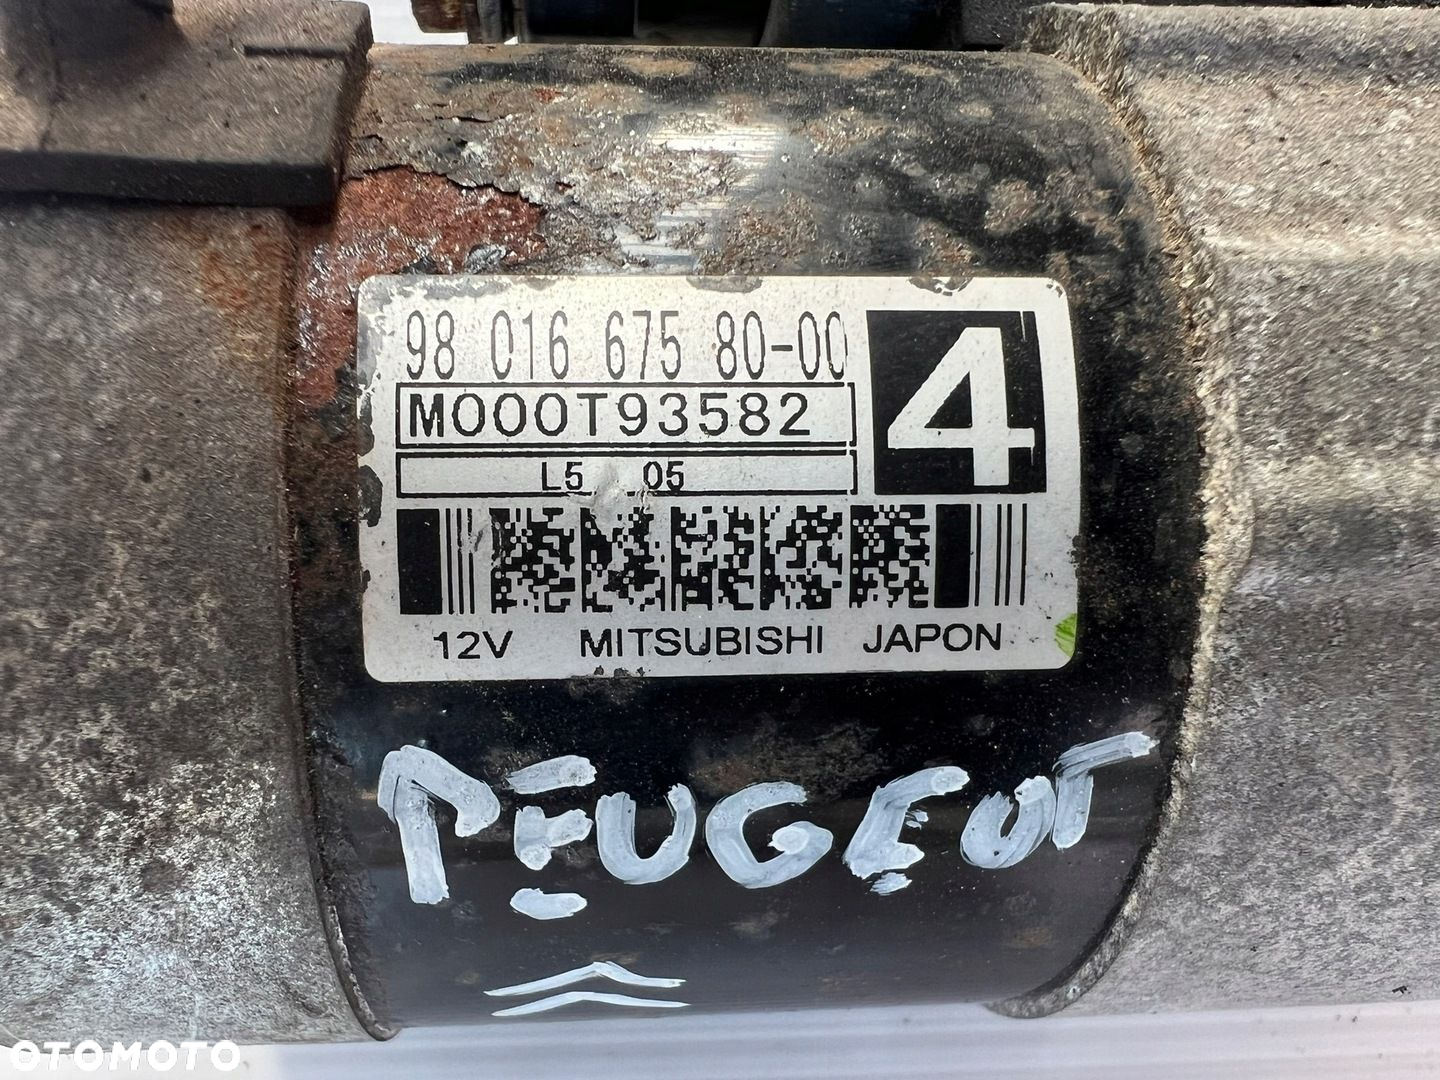 98 016 675 80-00
4
M000T93582
L5 05
12V MITSUBISHI JAPON
PEUGEOT
OTOMOTO